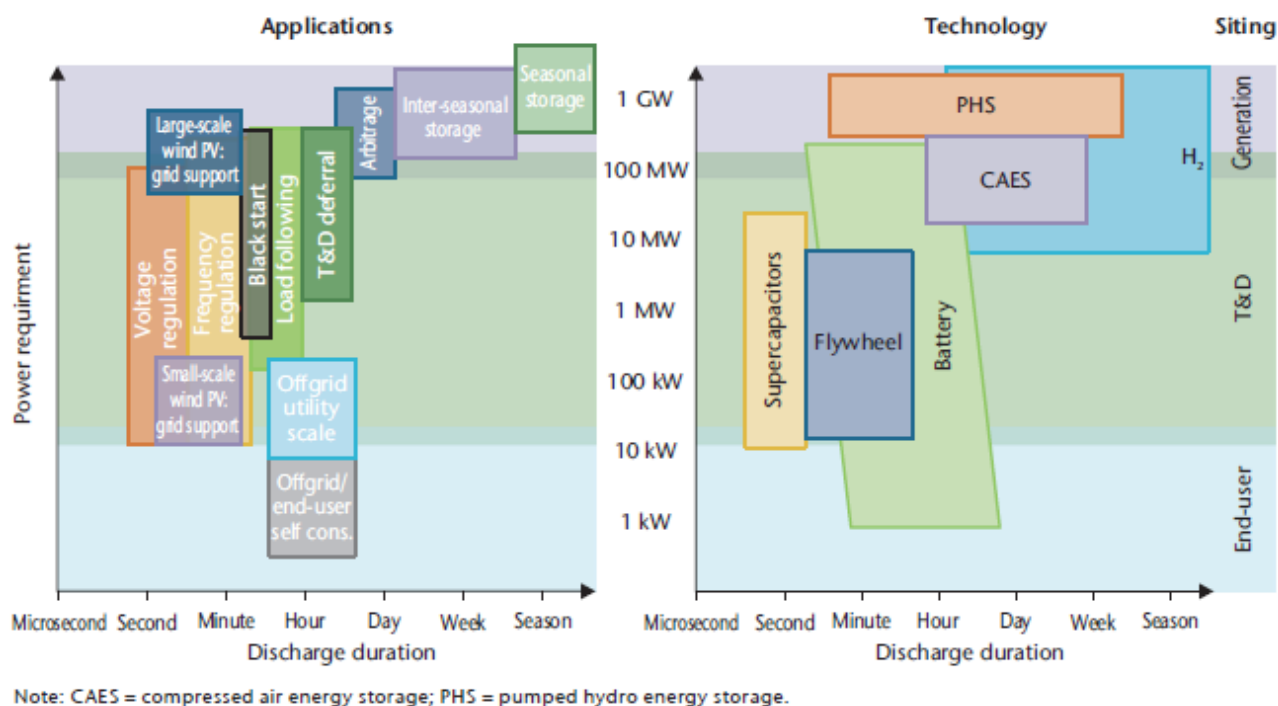 Applications
Technology
Siting
Power requirment
Large-scale
wind PV:
grid support
Voltage
regulation
Frequency
regulation
Small-scale
wind PV:
grid support
Black start
Load following
T&D deferral
Arbitrage
Inter-seasonal
storage
Seasonal
storage
Offgrid
utility
scale
Offgrid/
end-user
self cons.
Microsecond
Second
Minute
Hour
Day
Week
Season
Discharge duration
1 GW
100 MW
10 MW
1 MW
100 kW
10 kW
1 kW
PHS
CAES
H₂
Supercapacitors
Flywheel
Battery
Microsecond
Second
Minute
Hour
Day
Week
Season
Discharge duration
Generation
T&D
End-user
Note: CAES = compressed air energy storage; PHS = pumped hydro energy storage.